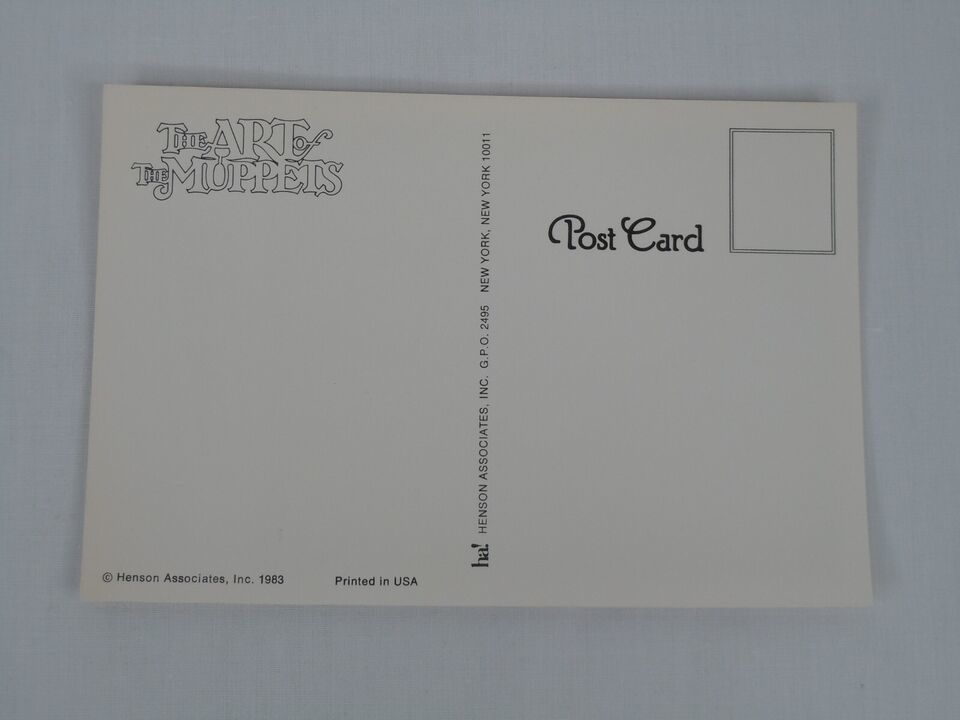 The Art of
The Muppets
Post Card
ha! HENSON ASSOCIATES, INC. G.P.O. 2495 NEW YORK, NEW YORK 10011
© Henson Associates, Inc. 1983 Printed in USA